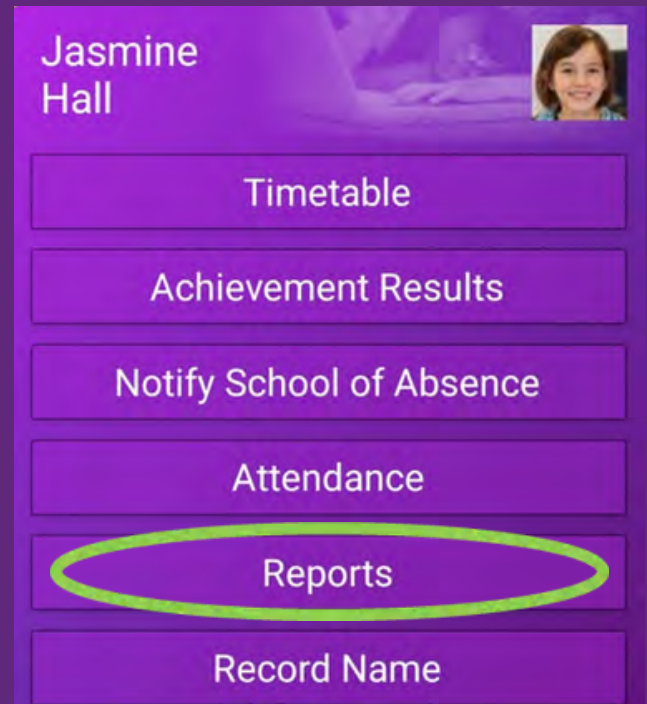 Jasmine
Hall
Timetable
Achievement Results
Notify School of Absence
Attendance
Reports
Record Name